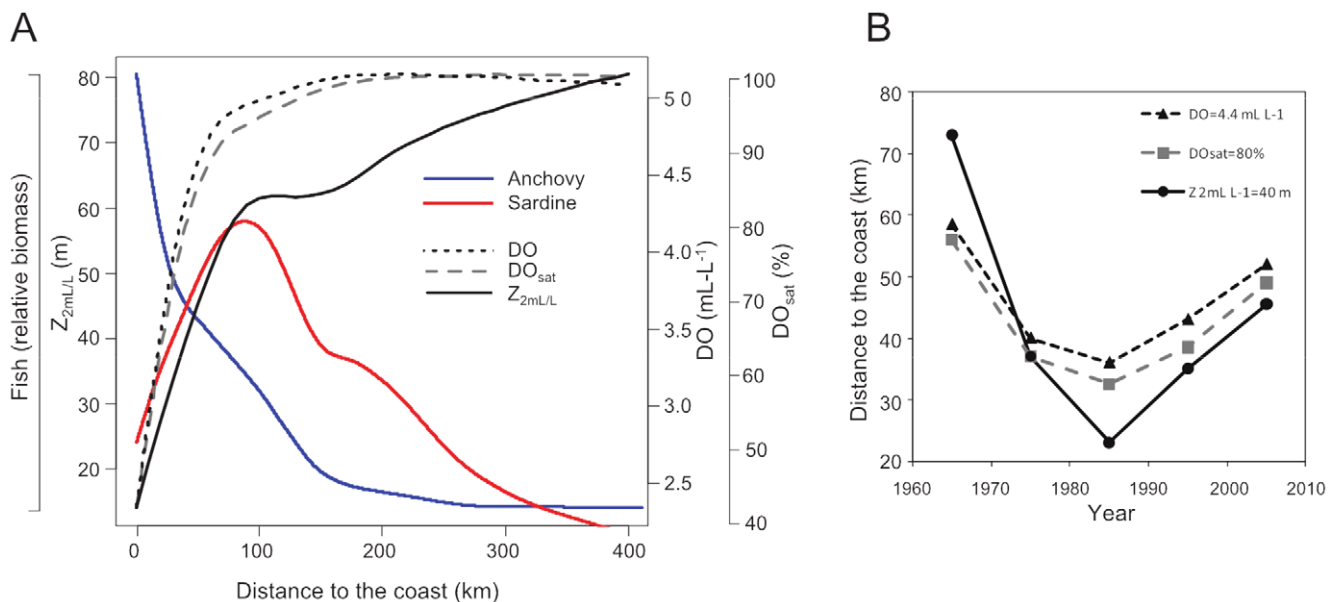 A
Fish (relative biomass)
Z2mL/L (m)
80
70
60
50
40
30
20
Anchovy
Sardine
DO
DOsat
Z2mL/L
5 0
4.5
4.0
3.5
3.0
2.5
DO (mL-L-1)
100
90
80
70
60
50
40
DOsat (%)
0
100
200
300
400
Distance to the coast (km)
B
Distance to the coast (km)
80
70
60
50
40
30
20
DO=4.4 mL L-1
DOsat=80%
Z 2mL L-1=40 m
1960
1970
1980
1990
2000
2010
Year